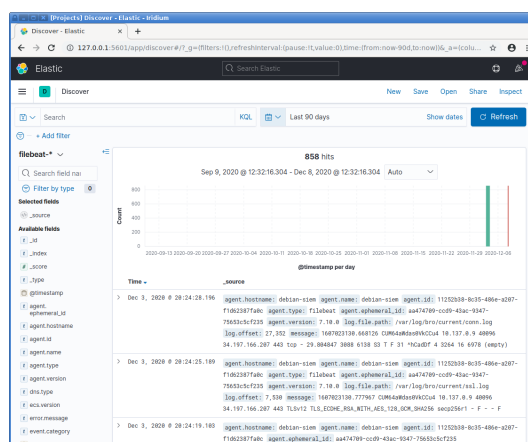 [Projects] Discover - Elastic - Iridium
Discover - Elastic
127.0.0.1:5601/app/discover#/?_g=(filters:!(),refreshInterval:(pause:!t,value:0),time:(from:now-90d,to:now))&_a=(colu...
Elastic
Search Elastic
D Discover
New Save Open Share Inspect
Search KQL Last 90 days Show dates Refresh
+ Add filter
filebeat-*
Search field nai
Filter by type 0
Selected fields
_source
Available fields
t _id
t _index
# _score
t _type
@timestamp
t agent.
ephemeral_id
t agent.hostname
t agent.id
t agent.name
t agent.type
t agent.version
t dns.type
t ecs.version
t error.message
t event.category
858 hits
Sep 9, 2020 @ 12:32:16.304 - Dec 8, 2020 @ 12:32:16.304 Auto
800
600
400
200
0
Count
2020-09-13 2020-09-20 2020-09-27 2020-10-04 2020-10-11 2020-10-18 2020-10-25 2020-11-01 2020-11-08 2020-11-15 2020-11-22 2020-11-29 2020-12-06
@timestamp per day
Time _source
Dec 3, 2020 @ 20:24:28.196 agent.hostname: debian-siem agent.name: debian-siem agent.id: 11252b38-8c35-486e-a207-
f1d62387fa8c agent.type: filebeat agent.ephemeral_id: aa474709-ccd9-43ac-9347-
75653c5cf235 agent.version: 7.10.0 log.file.path: /var/log/bro/current/conn.log
log.offset: 27,352 message: 1607023130.668126 CUM64aWdas0VkCCu4 10.137.0.9 40096
34.197.166.207 443 tcp - 29.804847 3088 6138 S3 T F 31 ^hCadDf 4 3264 16 6978 (empty)
Dec 3, 2020 @ 20:24:25.189 agent.hostname: debian-siem agent.name: debian-siem agent.id: 11252b38-8c35-486e-a207-
f1d62387fa8c agent.type: filebeat agent.ephemeral_id: aa474709-ccd9-43ac-9347-
75653c5cf235 agent.version: 7.10.0 log.file.path: /var/log/bro/current/ssl.log
log.offset: 7,530 message: 1607023130.777967 CUM64aWdas0VkCCu4 10.137.0.9 40096
34.197.166.207 443 TLSv12 TLS_ECDHE_RSA_WITH_AES_128_GCM_SHA256 secp256r1 - F - - F
Dec 3, 2020 @ 20:24:19.103 agent.hostname: debian-siem agent.name: debian-siem agent.id: 11252b38-8c35-486e-a207-
f1d62387fa8c agent.ephemeral_id: aa474709-ccd9-43ac-9347-75653c5cf235